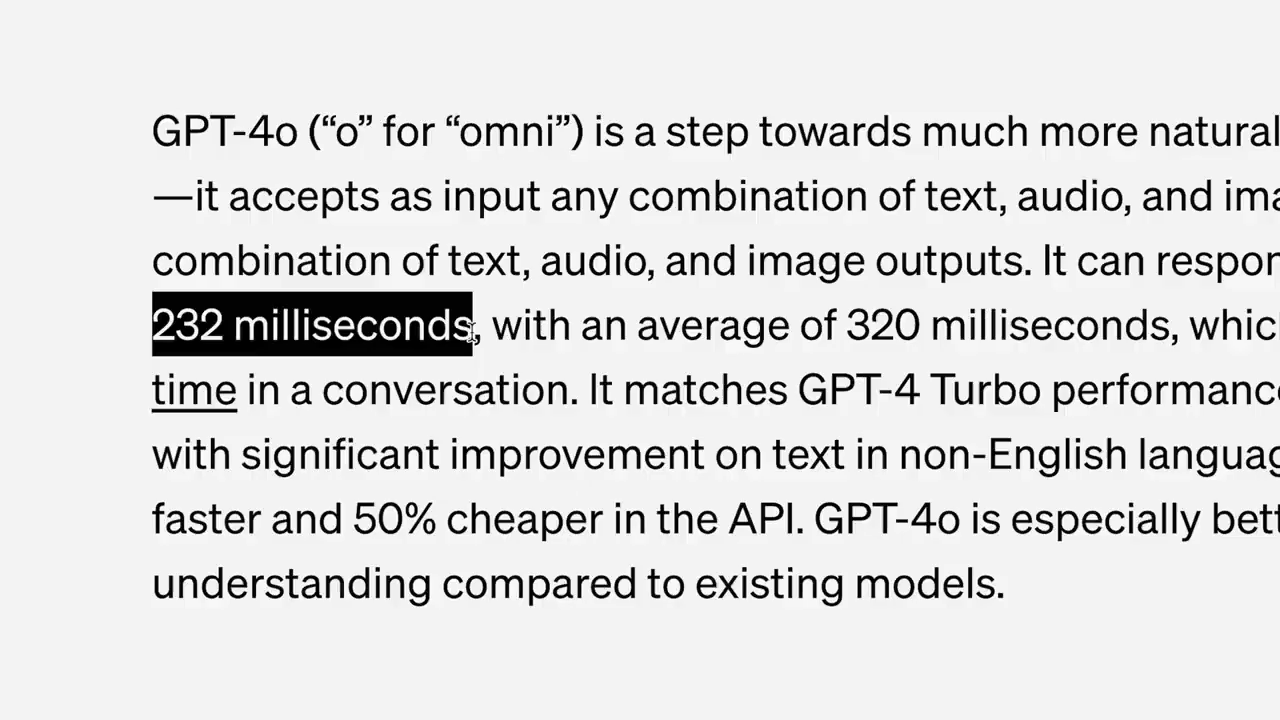 GPT-4o (“o” for “omni”) is a step towards much more natural
—it accepts as input any combination of text, audio, and ima
combination of text, audio, and image outputs. It can respon
232 milliseconds, with an average of 320 milliseconds, which
time in a conversation. It matches GPT-4 Turbo performance
with significant improvement on text in non-English languag
faster and 50% cheaper in the API. GPT-4o is especially bett
understanding compared to existing models.